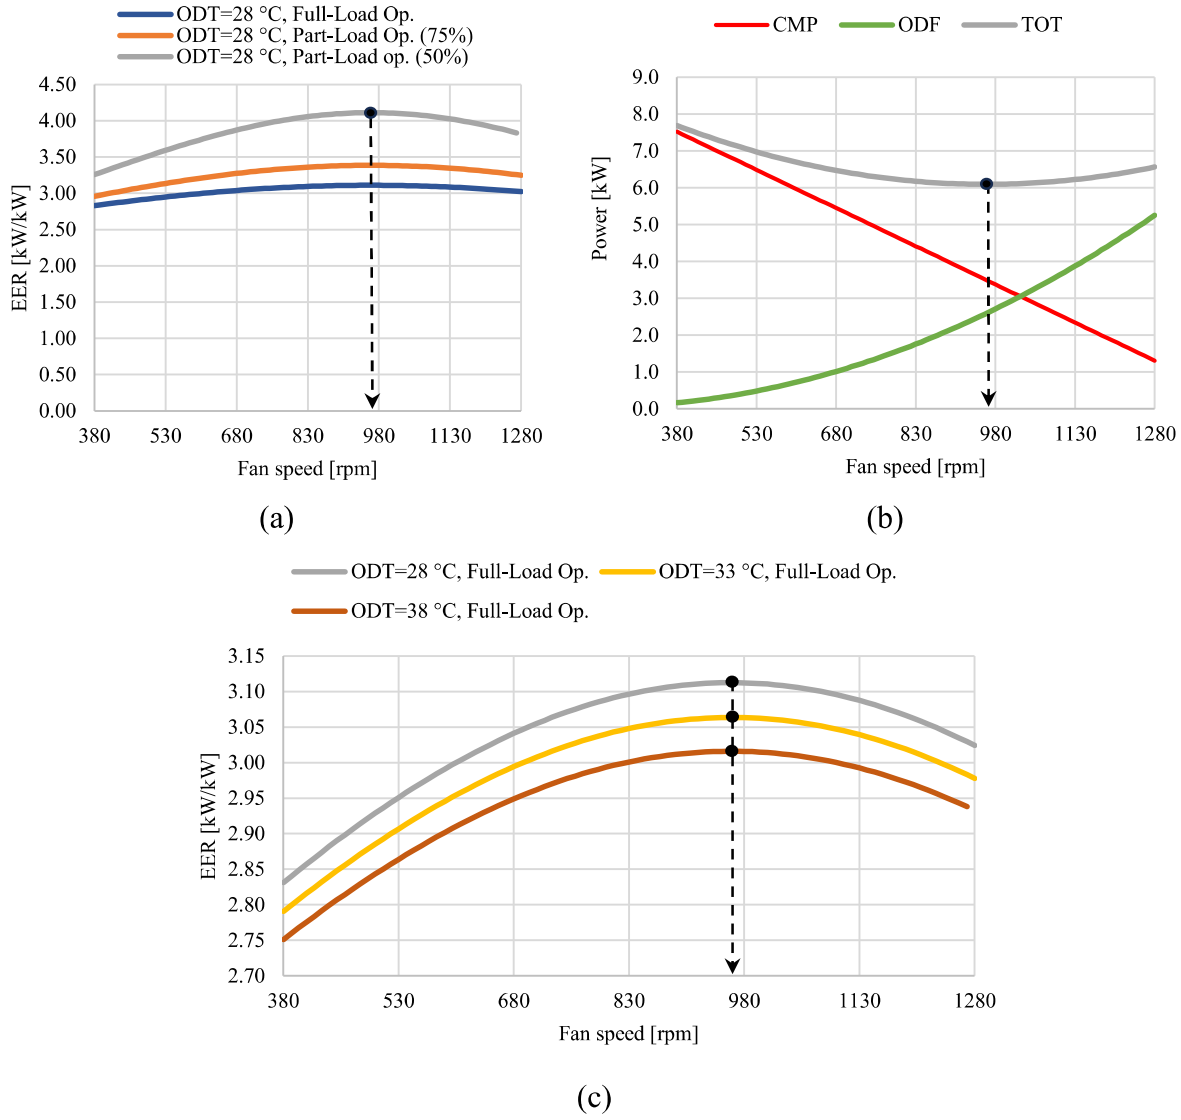 ODT=28 °C, Full-Load Op.
ODT=28 °C, Part-Load Op. (75%)
ODT=28 °C, Part-Load op. (50%)
4.50
4.00
3.50
3.00
2.50
2.00
1.50
1.00
0.50
0.00
EER [kW/kW]
380 530 680 830 980 1130 1280
Fan speed [rpm]
(a)
CMP ODF TOT
9.0
8.0
7.0
6.0
5.0
4.0
3.0
2.0
1.0
0.0
Power [kW]
380 530 680 830 980 1130 1280
Fan speed [rpm]
(b)
ODT=28 °C, Full-Load Op. ODT=33 °C, Full-Load Op.
ODT=38 °C, Full-Load Op.
3.15
3.10
3.05
3.00
2.95
2.90
2.85
2.80
2.75
2.70
EER [kW/kW]
380 530 680 830 980 1130 1280
Fan speed [rpm]
(c)